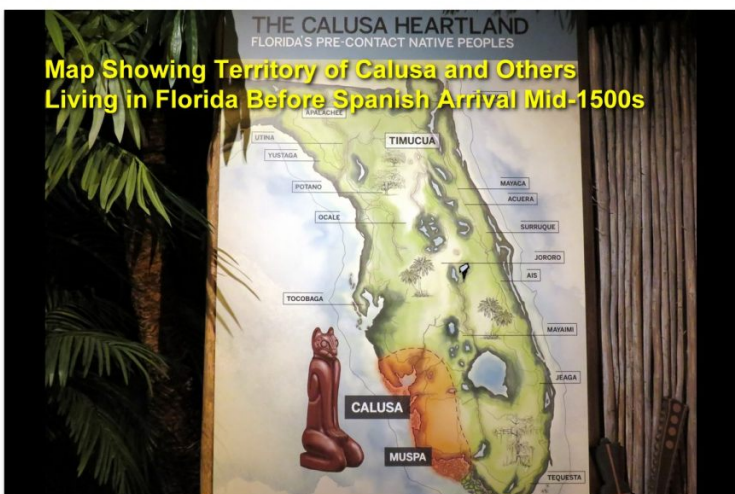 THE CALUSA HEARTLAND
FLORIDA'S PRE-CONTACT NATIVE PEOPLES
Map Showing Territory of Calusa and Others
Living in Florida Before Spanish Arrival Mid-1500s
APALACHEE
UTINA
TIMUCUA
YUSTAGA
POTANO
MAYACA
ACUERA
OCALE
SURRUQUE
JORORO
AIS
TOCOBAGA
MAYAIMI
JEAGA
CALUSA
MUSPA
TEQUESTA